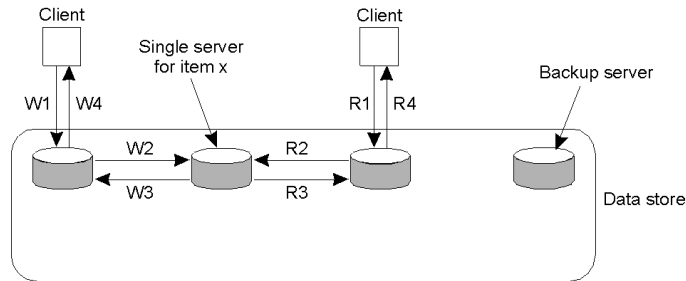 Client
Client
Single server
for item x
Backup server
W1
W4
R1
R4
W2
R2
W3
R3
Data store